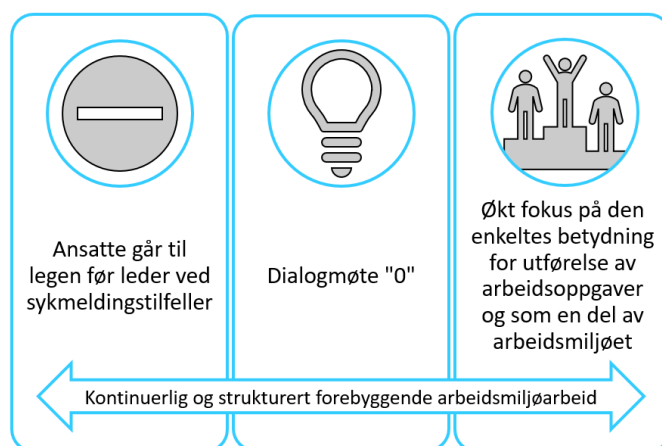 Ansatte går til
legen før leder ved
sykmeldingstilfeller
Dialogmøte "0"
Økt fokus på den
enkeltes betydning
for utførelse av
arbeidsoppgaver
og som en del av
arbeidsmiljøet
Kontinuerlig og strukturert forebyggende arbeidsmiljøarbeid